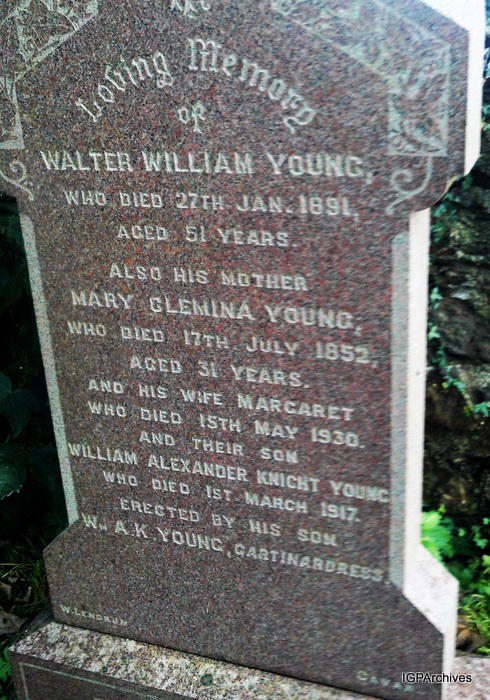 Loving Memory
of
WALTER WILLIAM YOUNG,
WHO DIED 27TH JAN. 1891,
AGED 51 YEARS.
ALSO HIS MOTHER
MARY CLEMINA YOUNG,
WHO DIED 17TH JULY 1852,
AGED 31 YEARS.
AND HIS WIFE MARGARET
WHO DIED 15TH MAY 1930.
AND THEIR SON
WILLIAM ALEXANDER KNIGHT YOUNG
WHO DIED 1ST MARCH 1917.
ERECTED BY HIS SON
WM A.K. YOUNG, CARTINARDRESS.
W. LENDRUM
IGPArchives